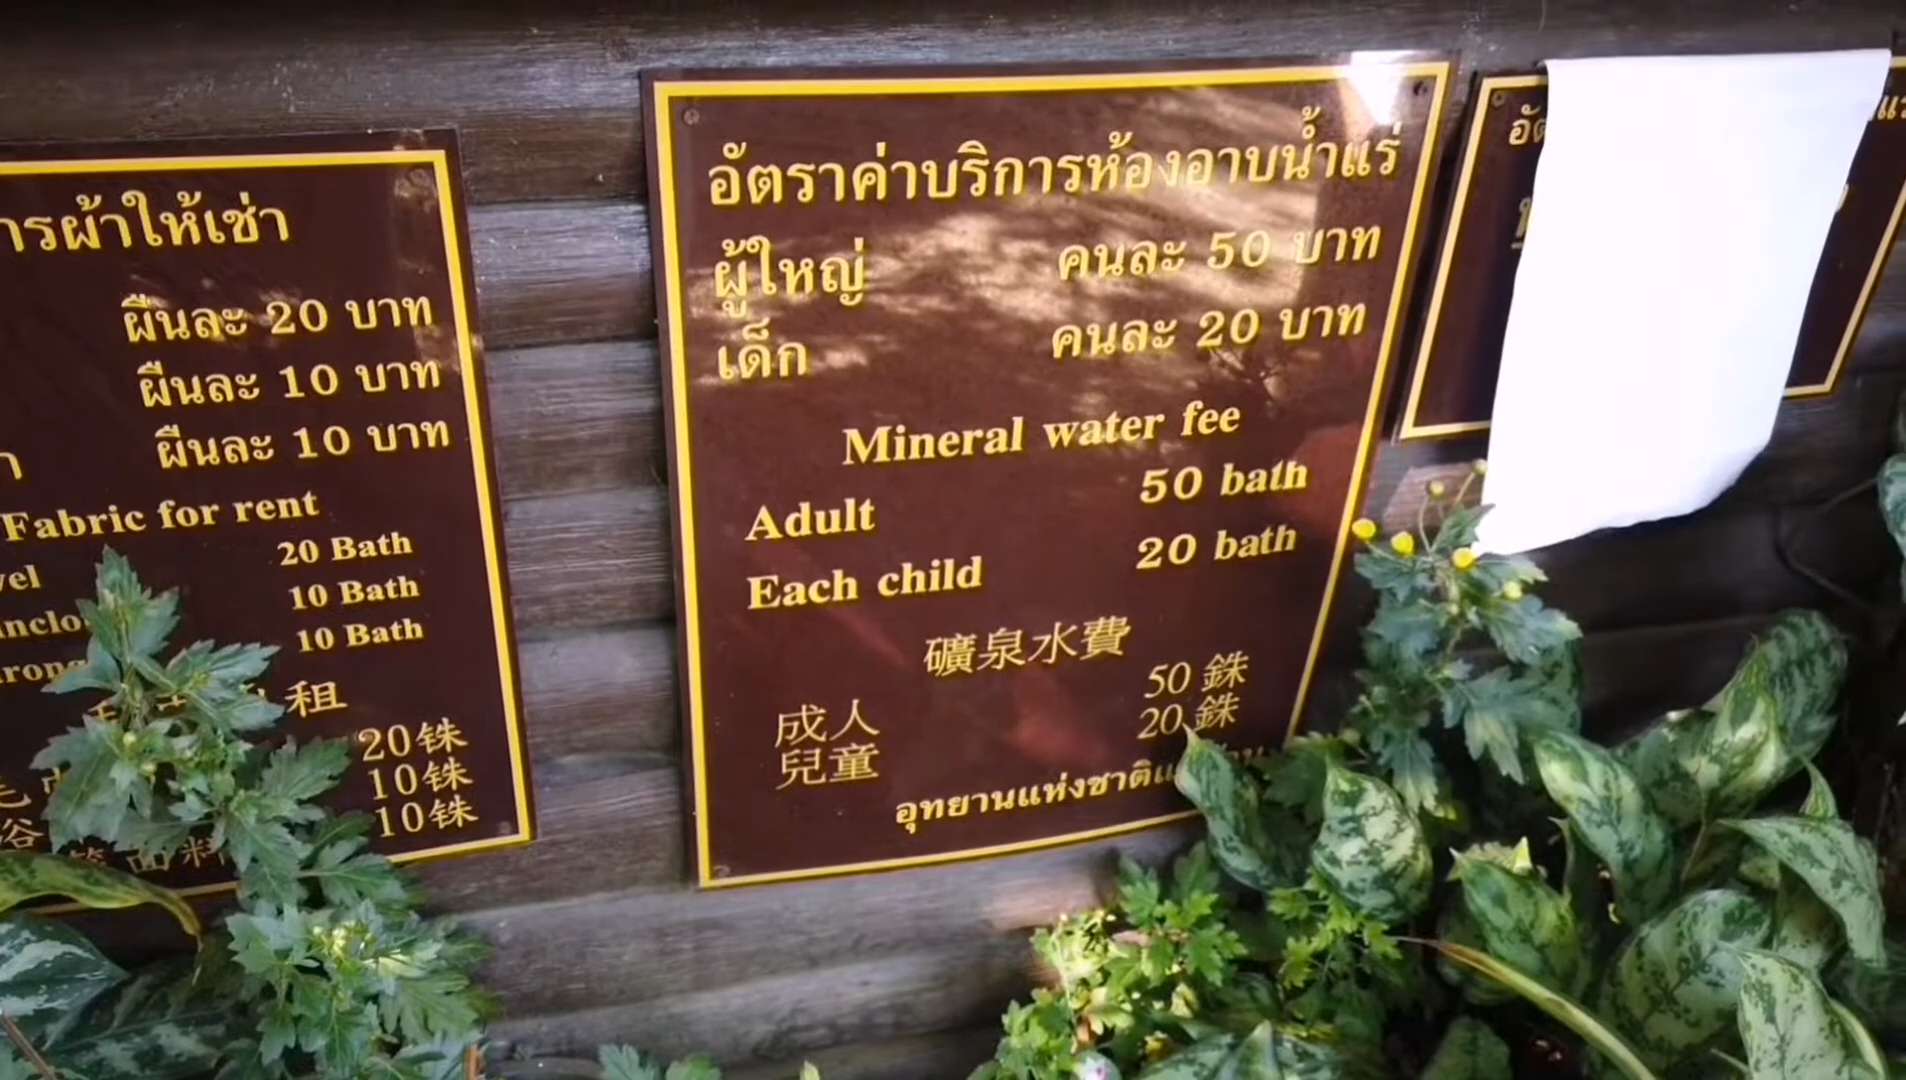 ผ้าให้เช่า
ผืนละ 20 บาท
ผืนละ 10 บาท
ผืนละ 10 บาท
Fabric for rent
20 Bath
10 Bath
10 Bath
租
20铢
10铢
10铢
อัตราค่าบริการห้องอาบน้ำแร่
ผู้ใหญ่ คนละ 50 บาท
เด็ก คนละ 20 บาท
Mineral water fee
Adult 50 bath
Each child 20 bath
礦泉水費
成人 50 銖
兒童 20 銖
อุทยานแห่งชาติ